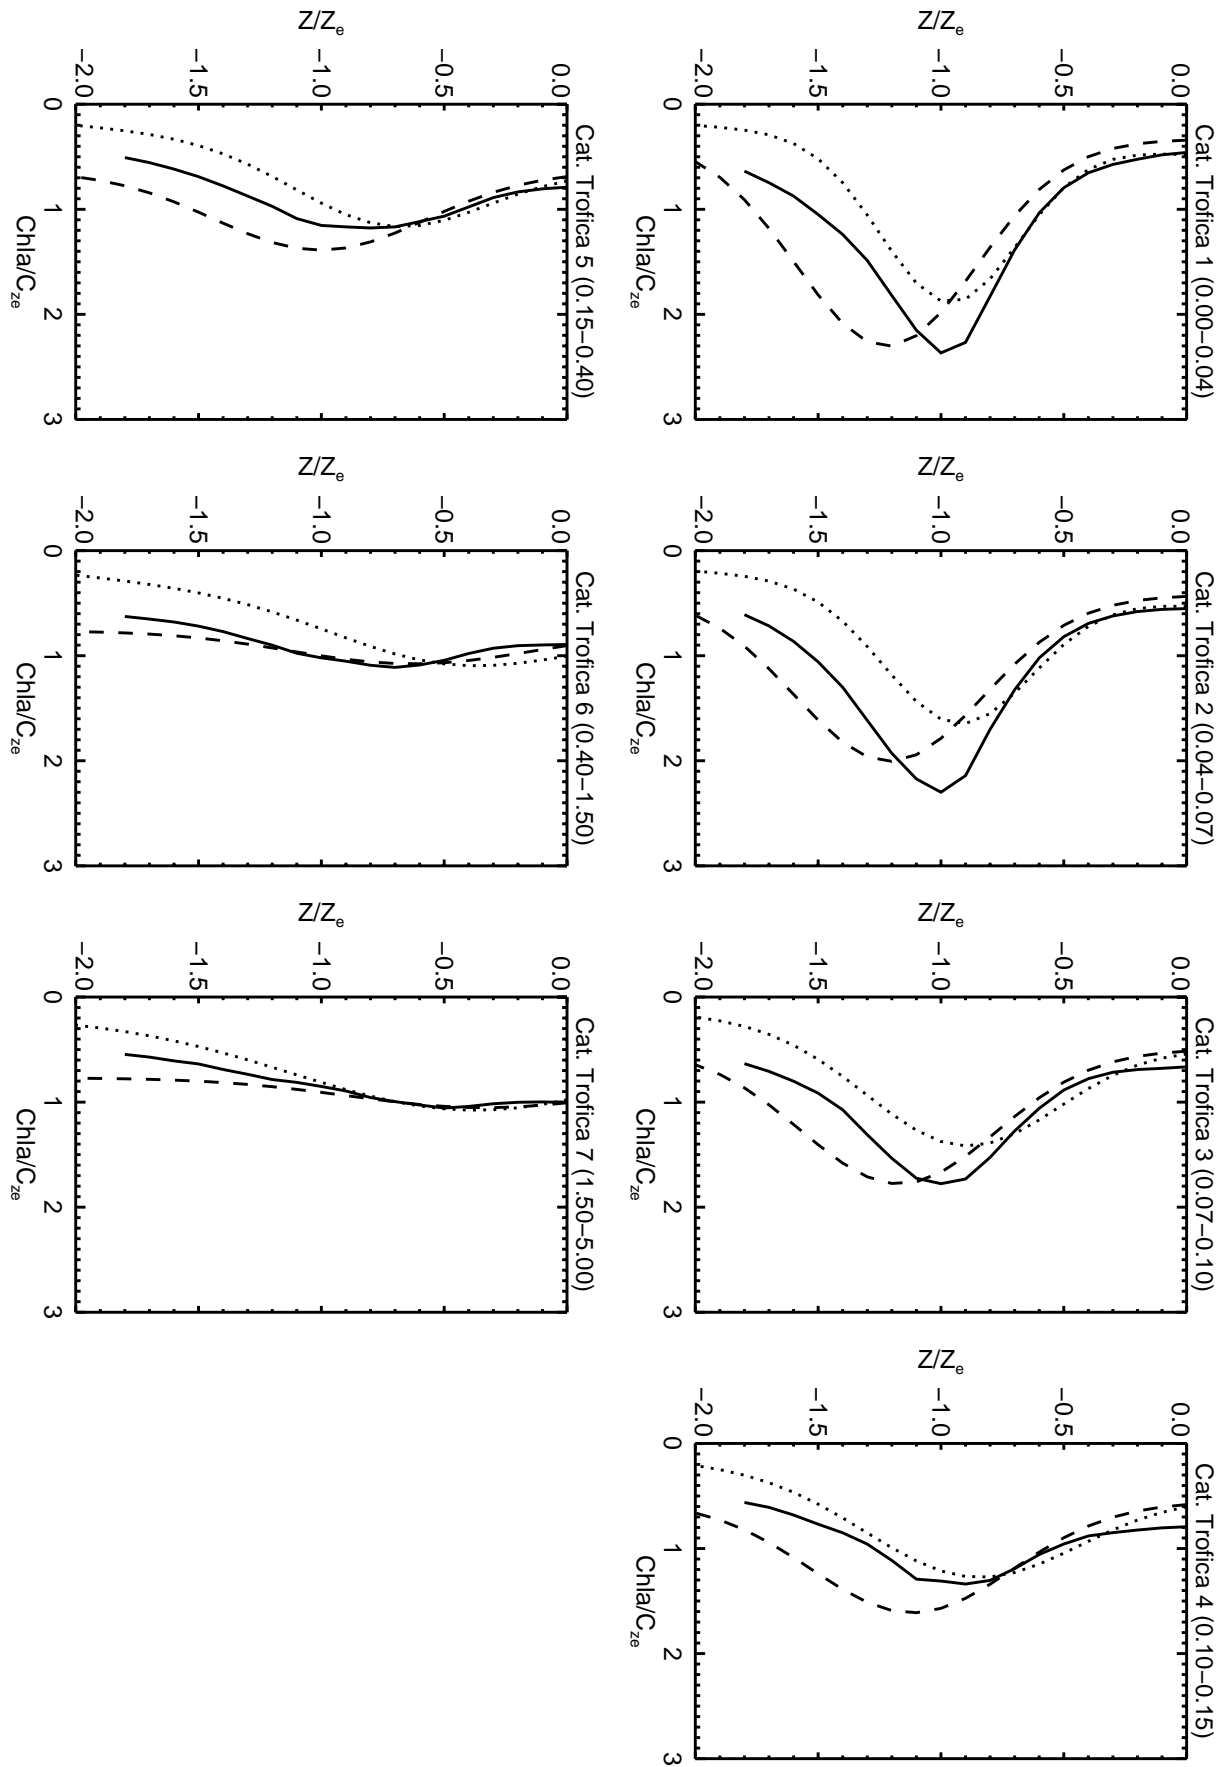 Cat. Trofica 1 (0.00−0.04)
0.0
−0.5
−1.0
−1.5
−2.0
Z/Z_e
0 1 2 3
Chla/C_ze
Cat. Trofica 2 (0.04−0.07)
0.0
−0.5
−1.0
−1.5
−2.0
Z/Z_e
0 1 2 3
Chla/C_ze
Cat. Trofica 3 (0.07−0.10)
0.0
−0.5
−1.0
−1.5
−2.0
Z/Z_e
0 1 2 3
Chla/C_ze
Cat. Trofica 4 (0.10−0.15)
0.0
−0.5
−1.0
−1.5
−2.0
Z/Z_e
0 1 2 3
Chla/C_ze
Cat. Trofica 5 (0.15−0.40)
0.0
−0.5
−1.0
−1.5
−2.0
Z/Z_e
0 1 2 3
Chla/C_ze
Cat. Trofica 6 (0.40−1.50)
0.0
−0.5
−1.0
−1.5
−2.0
Z/Z_e
0 1 2 3
Chla/C_ze
Cat. Trofica 7 (1.50−5.00)
0.0
−0.5
−1.0
−1.5
−2.0
Z/Z_e
0 1 2 3
Chla/C_ze